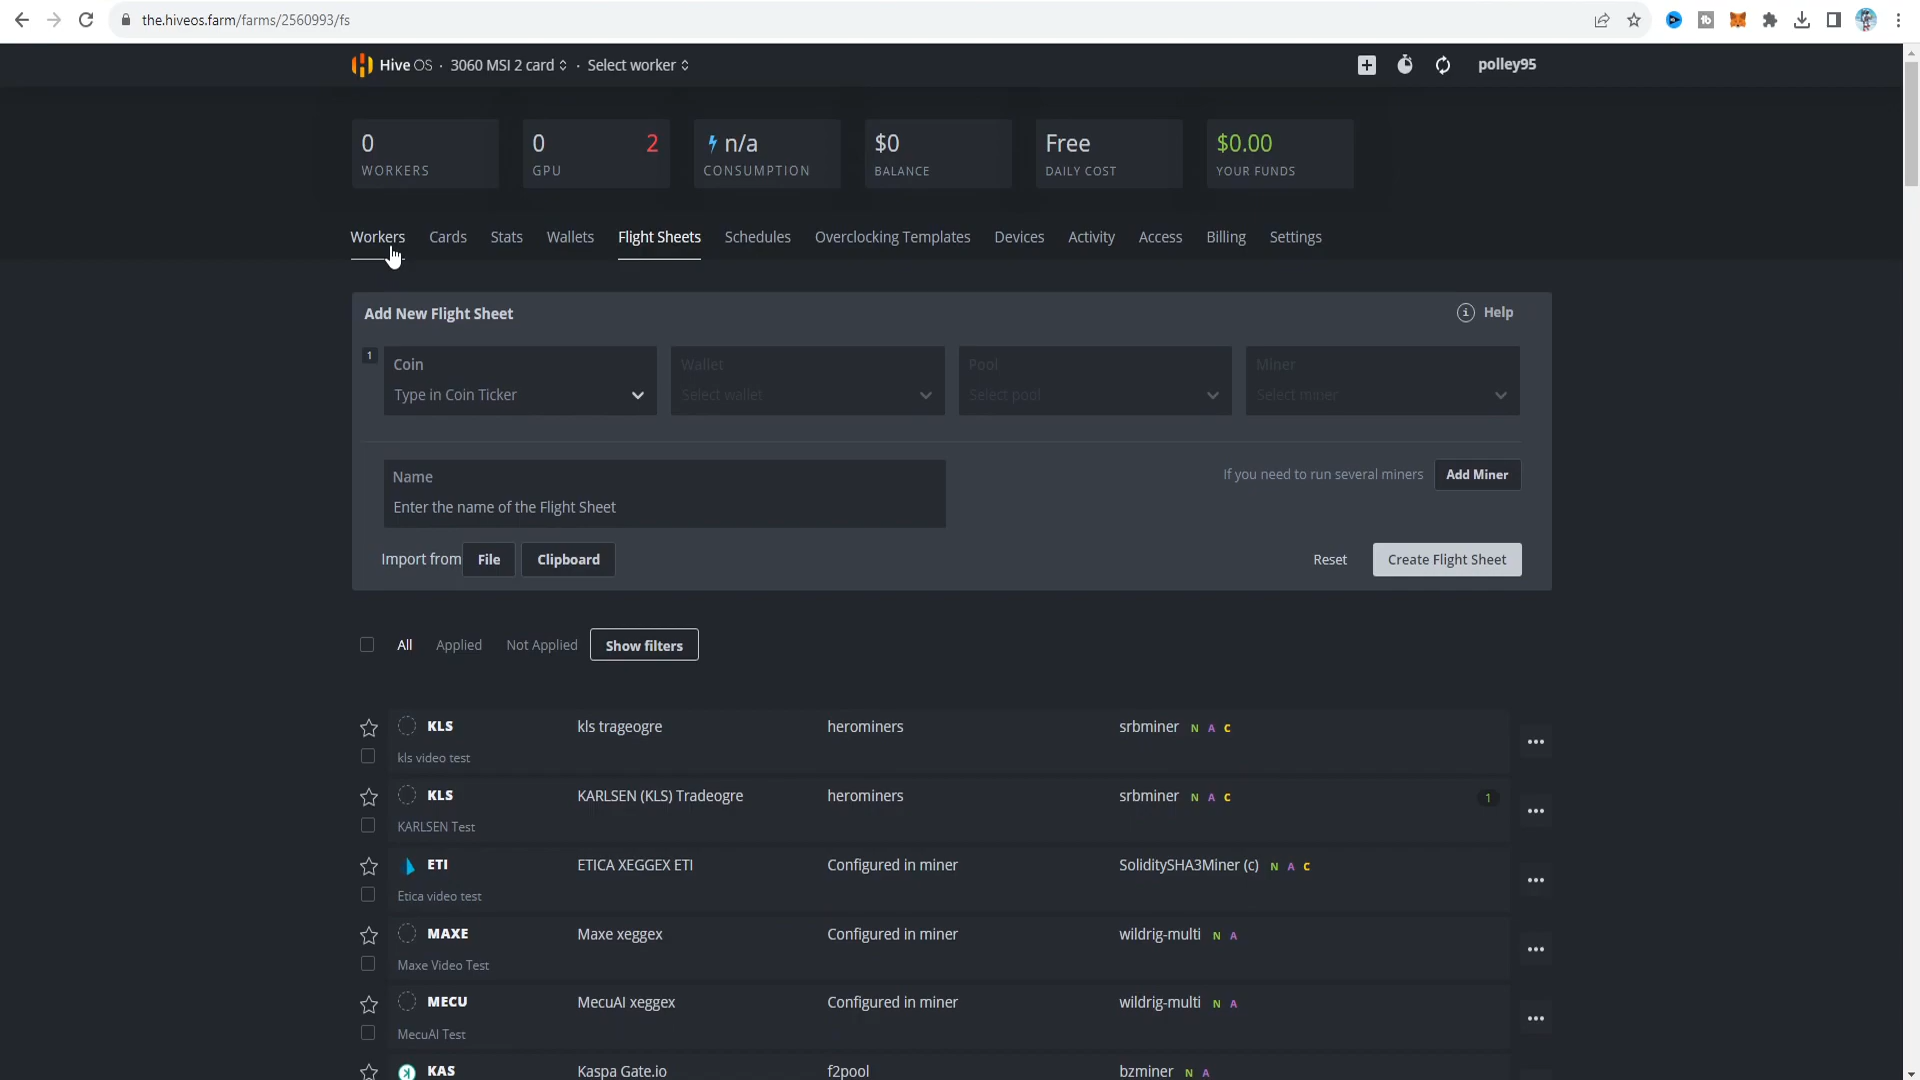 the.hiveos.farm/farms/2560993/fs
Hive OS · 3060 MSI 2 card · Select worker
polley95
0 0 2 n/a $0 Free $0.00
WORKERS GPU CONSUMPTION BALANCE DAILY COST YOUR FUNDS
Workers Cards Stats Wallets Flight Sheets Schedules Overclocking Templates Devices Activity Access Billing Settings
Add New Flight Sheet Help
1 Coin Wallet Pool Miner
Type in Coin Ticker Select wallet Select pool Select miner
Name If you need to run several miners Add Miner
Enter the name of the Flight Sheet
Import from File Clipboard Reset Create Flight Sheet
All Applied Not Applied Show filters
KLS kls trageogre herominers srbminer N A C
kls video test
KLS KARLSEN (KLS) Tradeogre herominers srbminer N A C 1
KARLSEN Test
ETI ETICA XEGGEX ETI Configured in miner SoliditySHA3Miner (c) N A C
Etica video test
MAXE Maxe xeggex Configured in miner wildrig-multi N A
Maxe Video Test
MECU MecuAI xeggex Configured in miner wildrig-multi N A
MecuAI Test
KAS Kaspa Gate.io f2pool bzminer N A